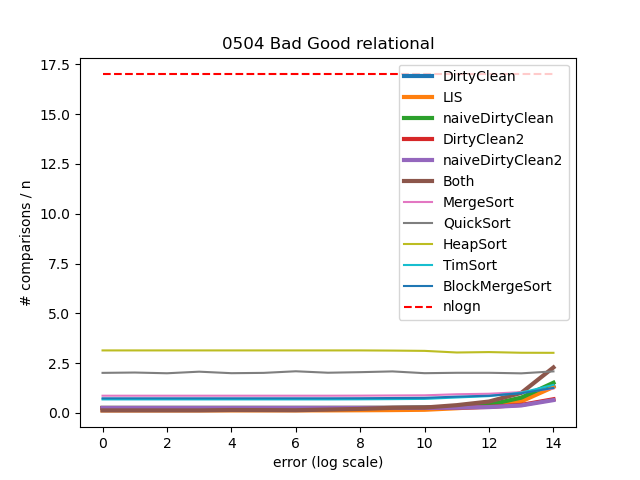 0504 Bad Good relational
17.5
15.0
12.5
10.0
7.5
5.0
2.5
0.0
# comparisons / n
DirtyClean
LIS
naiveDirtyClean
DirtyClean2
naiveDirtyClean2
Both
MergeSort
QuickSort
HeapSort
TimSort
BlockMergeSort
nlogn
0 2 4 6 8 10 12 14
error (log scale)